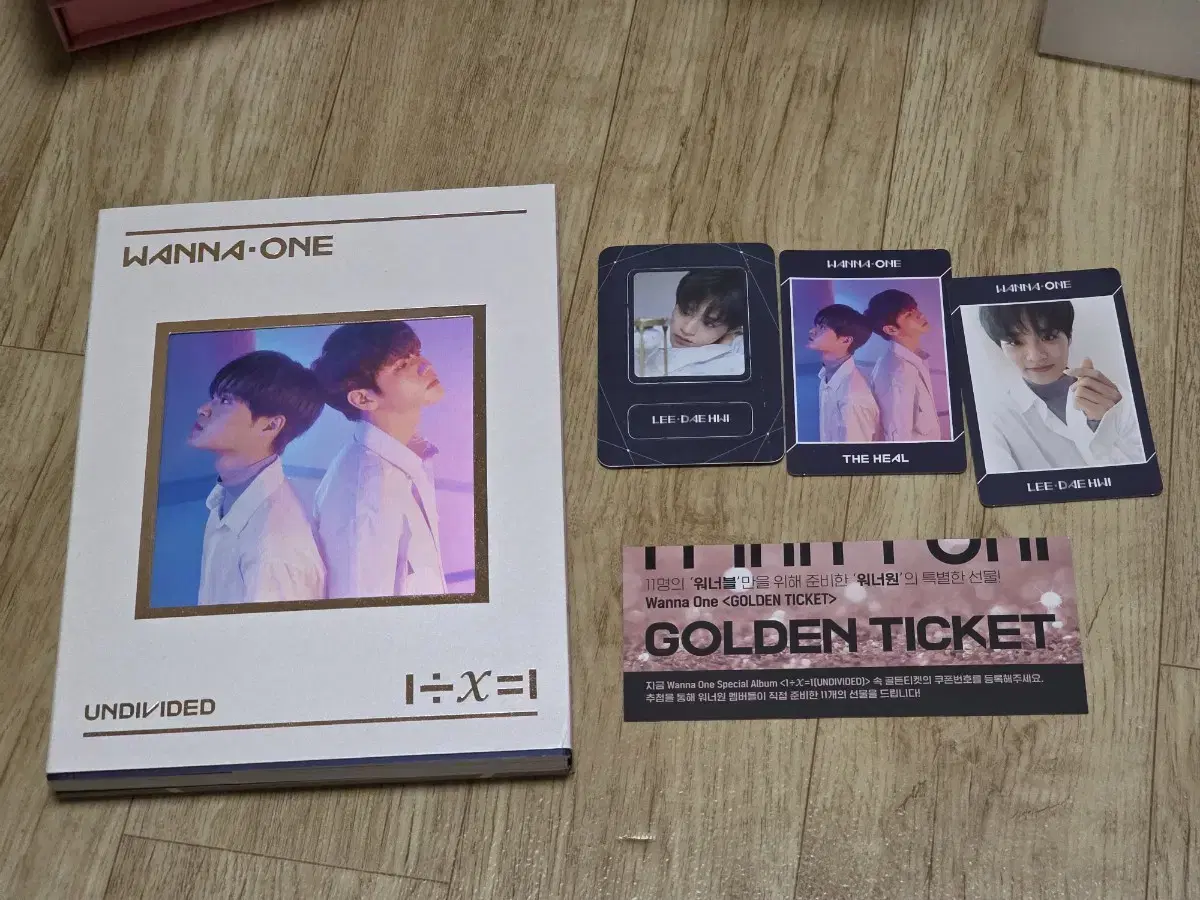 WANNA·ONE
UNDIVIDED
1÷x=1
LEE·DAE HWI
WANNA·ONE
THE HEAL
WANNA·ONE
LEE·DAE HWI
11명의 '워너블'만을 위해 준비한 '워너원'의 특별한 선물!
Wanna One <GOLDEN TICKET>
GOLDEN TICKET
지금 Wanna One Special Album <1÷x=1(UNDIVIDED)> 속 골든티켓의 쿠폰번호를 등록해주세요.
추첨을 통해 워너원 멤버들이 직접 준비한 11개의 선물을 드립니다!